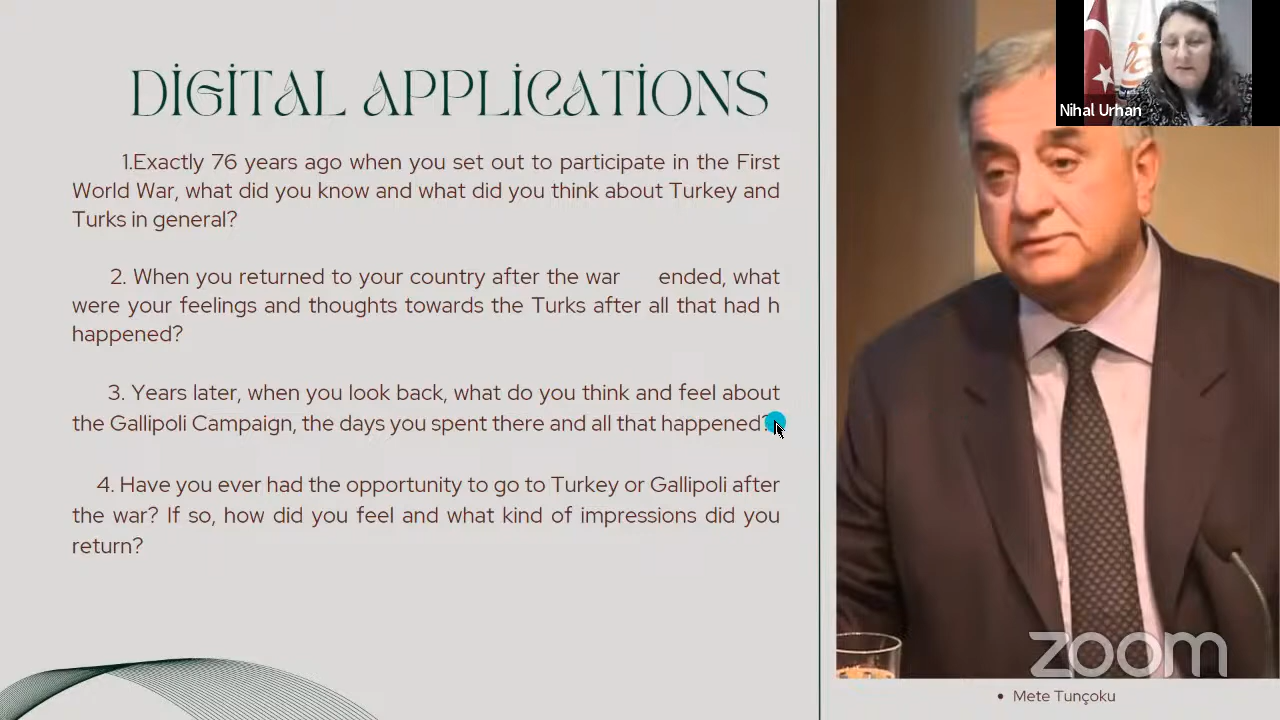 DİGİTAL APPLİCATİONS
1.Exactly 76 years ago when you set out to participate in the First
World War, what did you know and what did you think about Turkey and
Turks in general?
2. When you returned to your country after the war ended, what
were your feelings and thoughts towards the Turks after all that had h
happened?
3. Years later, when you look back, what do you think and feel about
the Gallipoli Campaign, the days you spent there and all that happened?
4. Have you ever had the opportunity to go to Turkey or Gallipoli after
the war? If so, how did you feel and what kind of impressions did you
return?
Nihal Urhan
zoom
• Mete Tunçoku